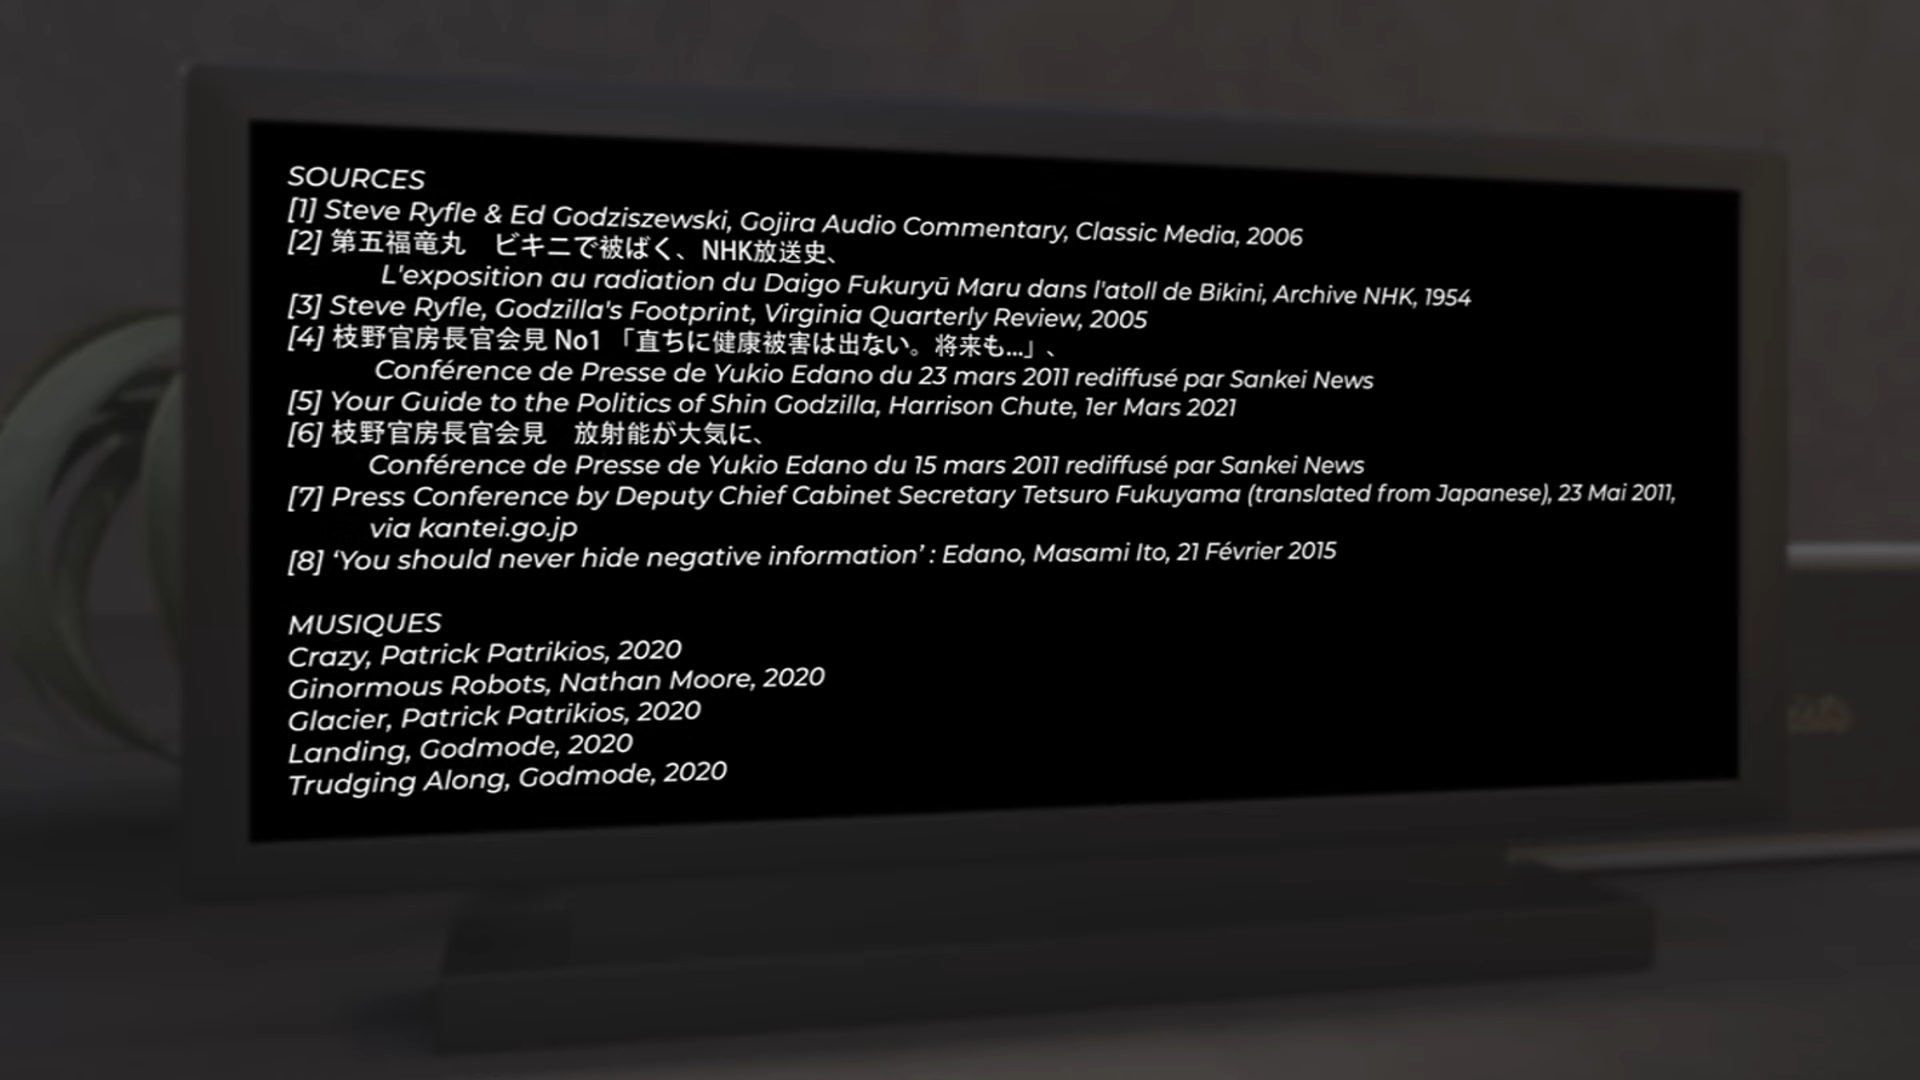 SOURCES
[1] Steve Ryfle & Ed Godziszewski, Gojira Audio Commentary, Classic Media, 2006
[2] 第五福竜丸　ビキニで被ばく、NHK放送史、
L'exposition au radiation du Daigo Fukuryū Maru dans l'atoll de Bikini, Archive NHK, 1954
[3] Steve Ryfle, Godzilla's Footprint, Virginia Quarterly Review, 2005
[4] 枝野官房長官会見 No1 「直ちに健康被害は出ない。将来も...」、
Conférence de Presse de Yukio Edano du 23 mars 2011 rediffusé par Sankei News
[5] Your Guide to the Politics of Shin Godzilla, Harrison Chute, 1er Mars 2021
[6] 枝野官房長官会見　放射能が大気に、
Conférence de Presse de Yukio Edano du 15 mars 2011 rediffusé par Sankei News
[7] Press Conference by Deputy Chief Cabinet Secretary Tetsuro Fukuyama (translated from Japanese), 23 Mai 2011,
via kantei.go.jp
[8] ‘You should never hide negative information’ : Edano, Masami Ito, 21 Février 2015
MUSIQUES
Crazy, Patrick Patrikios, 2020
Ginormous Robots, Nathan Moore, 2020
Glacier, Patrick Patrikios, 2020
Landing, Godmode, 2020
Trudging Along, Godmode, 2020